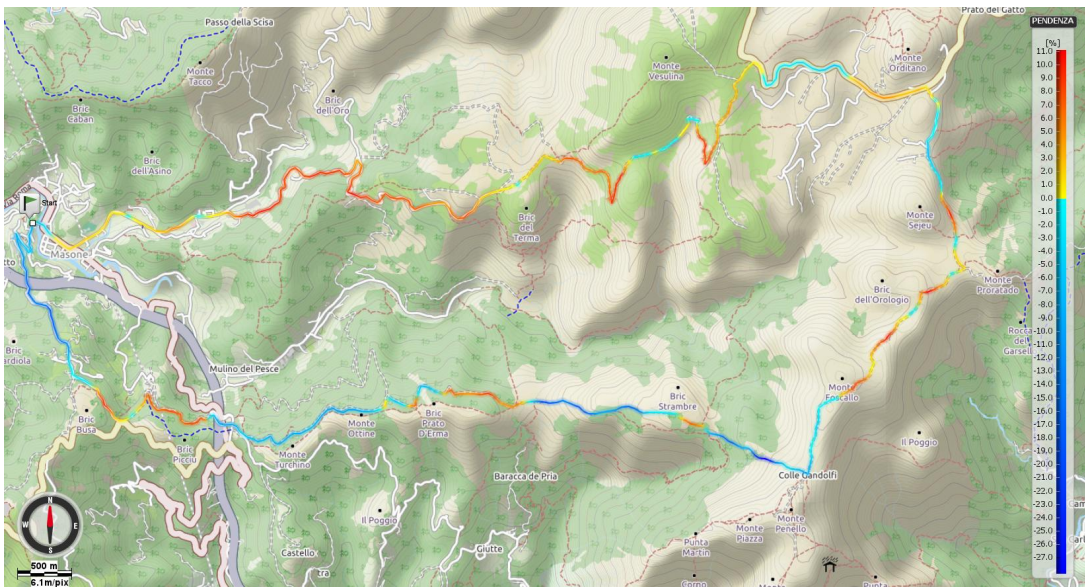 Passo della Scisa
Prato del Gatto
PENDENZA
[%]
11.0
10.0
9.0
8.0
7.0
6.0
5.0
4.0
3.0
2.0
1.0
0.0
-2.0
-3.0
-4.0
-5.0
-6.0
-7.0
-8.0
-9.0
-10.0
-11.0
-12.0
-13.0
-14.0
-15.0
-16.0
-17.0
-18.0
-19.0
-20.0
-21.0
-22.0
-23.0
-24.0
-25.0
-26.0
-27.0
Monte
Orditano
Monte
Vesulina
Monte
Tacco
Bric
dell'Oro
Bric
Caban
Bric
dell'Asino
Start
Masone
Bric
del
Terma
Monte
Sejeu
Monte
Proratado
Bric
dell'Orologio
Rocca
del
Mulino del Pesce
Bric
Bric
Busa
Bric
Picciu
Monte
Ottine
Monte
Turchino
Bric
Prato
D'Erma
Bric
Strambre
Monte
Foscallo
Il Poggio
Baracca de Pria
Colle Gandolfi
Il Poggio
Giutte
Castello
Punta
Martin
Monte
Piazza
Monte
Penello
Corno
Monte
Punta
N
W
E
S
500 m
6.1m/pix